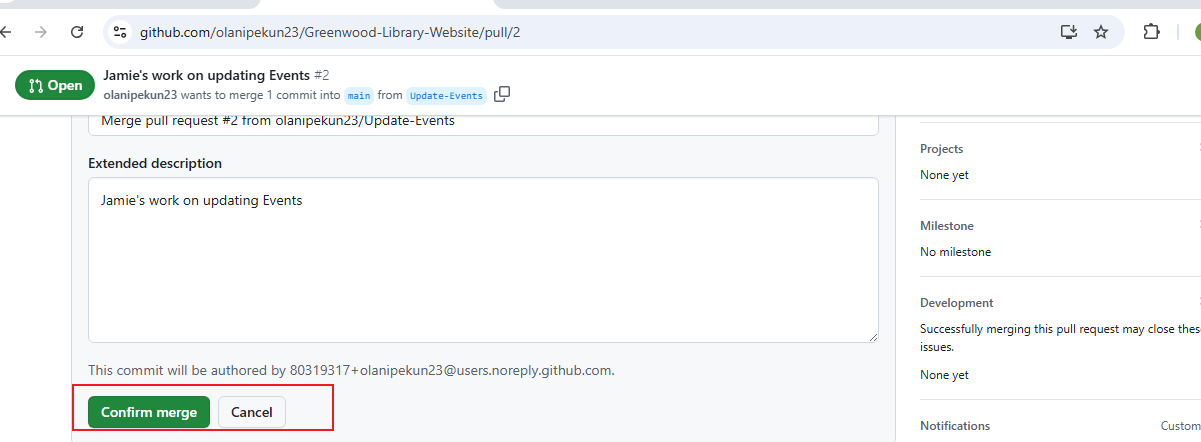 github.com/olanipekun23/Greenwood-Library-Website/pull/2
Open
Jamie's work on updating Events #2
olanipekun23 wants to merge 1 commit into main from Update-Events
Merge pull request #2 from olanipekun23/Update-Events
Extended description
Jamie's work on updating Events
This commit will be authored by 80319317+olanipekun23@users.noreply.github.com.
Confirm merge
Cancel
Projects
None yet
Milestone
No milestone
Development
Successfully merging this pull request may close these
issues.
None yet
Notifications
Custom